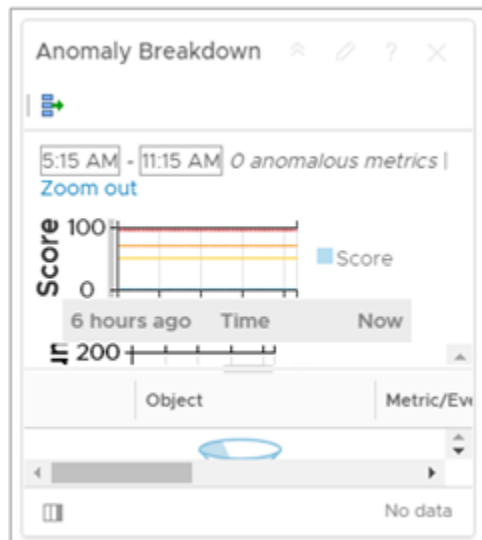 Anomaly Breakdown ?
5:15 AM - 11:15 AM 0 anomalous metrics |
Zoom out
100
Score
0
Score
6 hours ago Time Now
200
Object Metric/Eve
No data